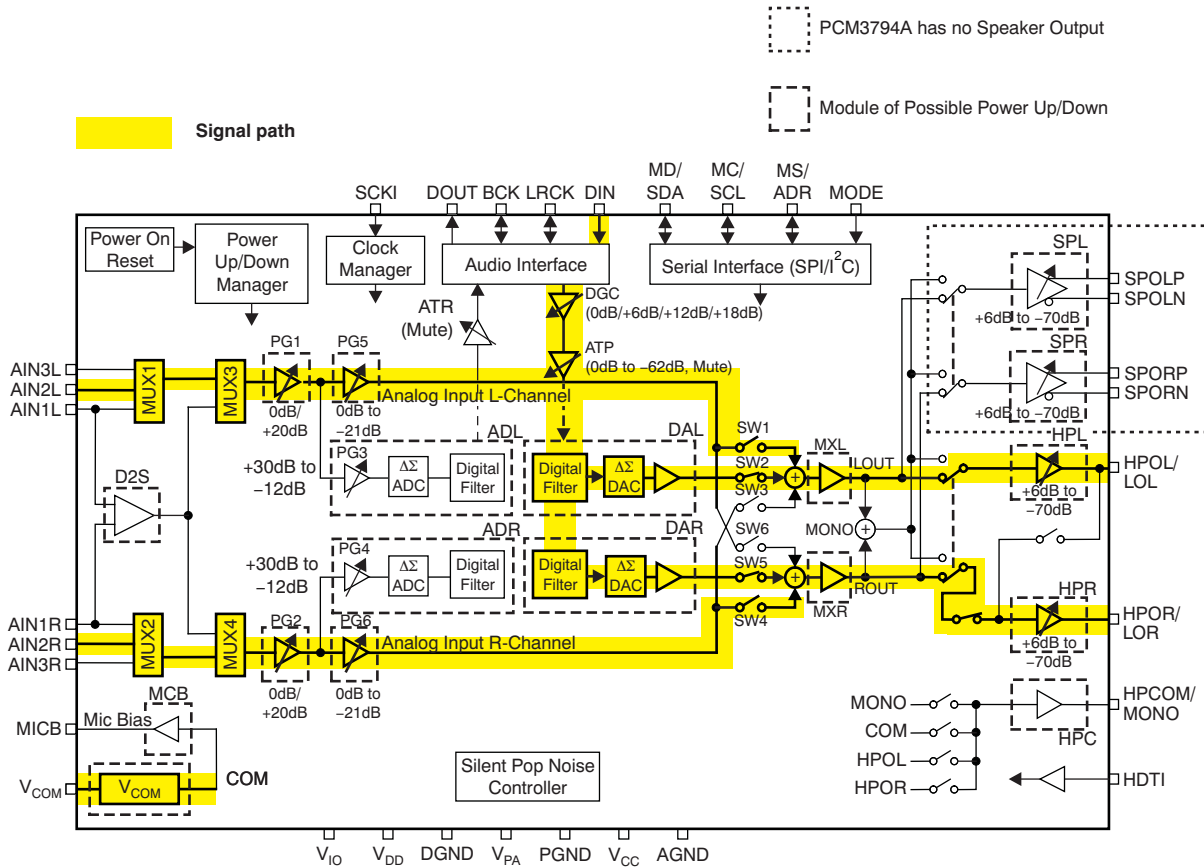 PCM3794A has no Speaker Output
Module of Possible Power Up/Down
Signal path
SCKI
DOUT
BCK
LRCK
DIN
MD/
SDA
MC/
SCL
MS/
ADR
MODE
Power On
Reset
Power
Up/Down
Manager
Clock
Manager
Audio Interface
Serial Interface (SPI/I²C)
SPL
+6dB to −70dB
SPOLP
SPOLN
SPR
+6dB to −70dB
SPORP
SPORN
ATR
(Mute)
DGC
(0dB/+6dB/+12dB/+18dB)
ATP
(0dB to −62dB, Mute)
AIN3L
AIN2L
AIN1L
MUX1
MUX3
PG1
0dB/
+20dB
PG5
0dB to
−21dB
Analog Input L-Channel
D2S
+30dB to
−12dB
ADL
PG3
ΔΣ
ADC
Digital
Filter
DAL
Digital
Filter
ΔΣ
DAC
SW1
SW2
SW3
SW6
SW5
SW4
MXL
LOUT
MONO
ROUT
MXR
HPL
+6dB to
−70dB
HPOL/
LOL
+30dB to
−12dB
ADR
PG4
ΔΣ
ADC
Digital
Filter
DAR
Digital
Filter
ΔΣ
DAC
HPR
+6dB to
−70dB
HPOR/
LOR
AIN1R
AIN2R
AIN3R
MUX2
MUX4
PG2
0dB/
+20dB
PG6
0dB to
−21dB
Analog Input R-Channel
MICB
Mic Bias
MCB
VCOM
VCOM
COM
Silent Pop Noise
Controller
MONO
COM
HPOL
HPOR
HPC
HPCOM/
MONO
HDTI
VIO
VDD
DGND
VPA
PGND
VCC
AGND